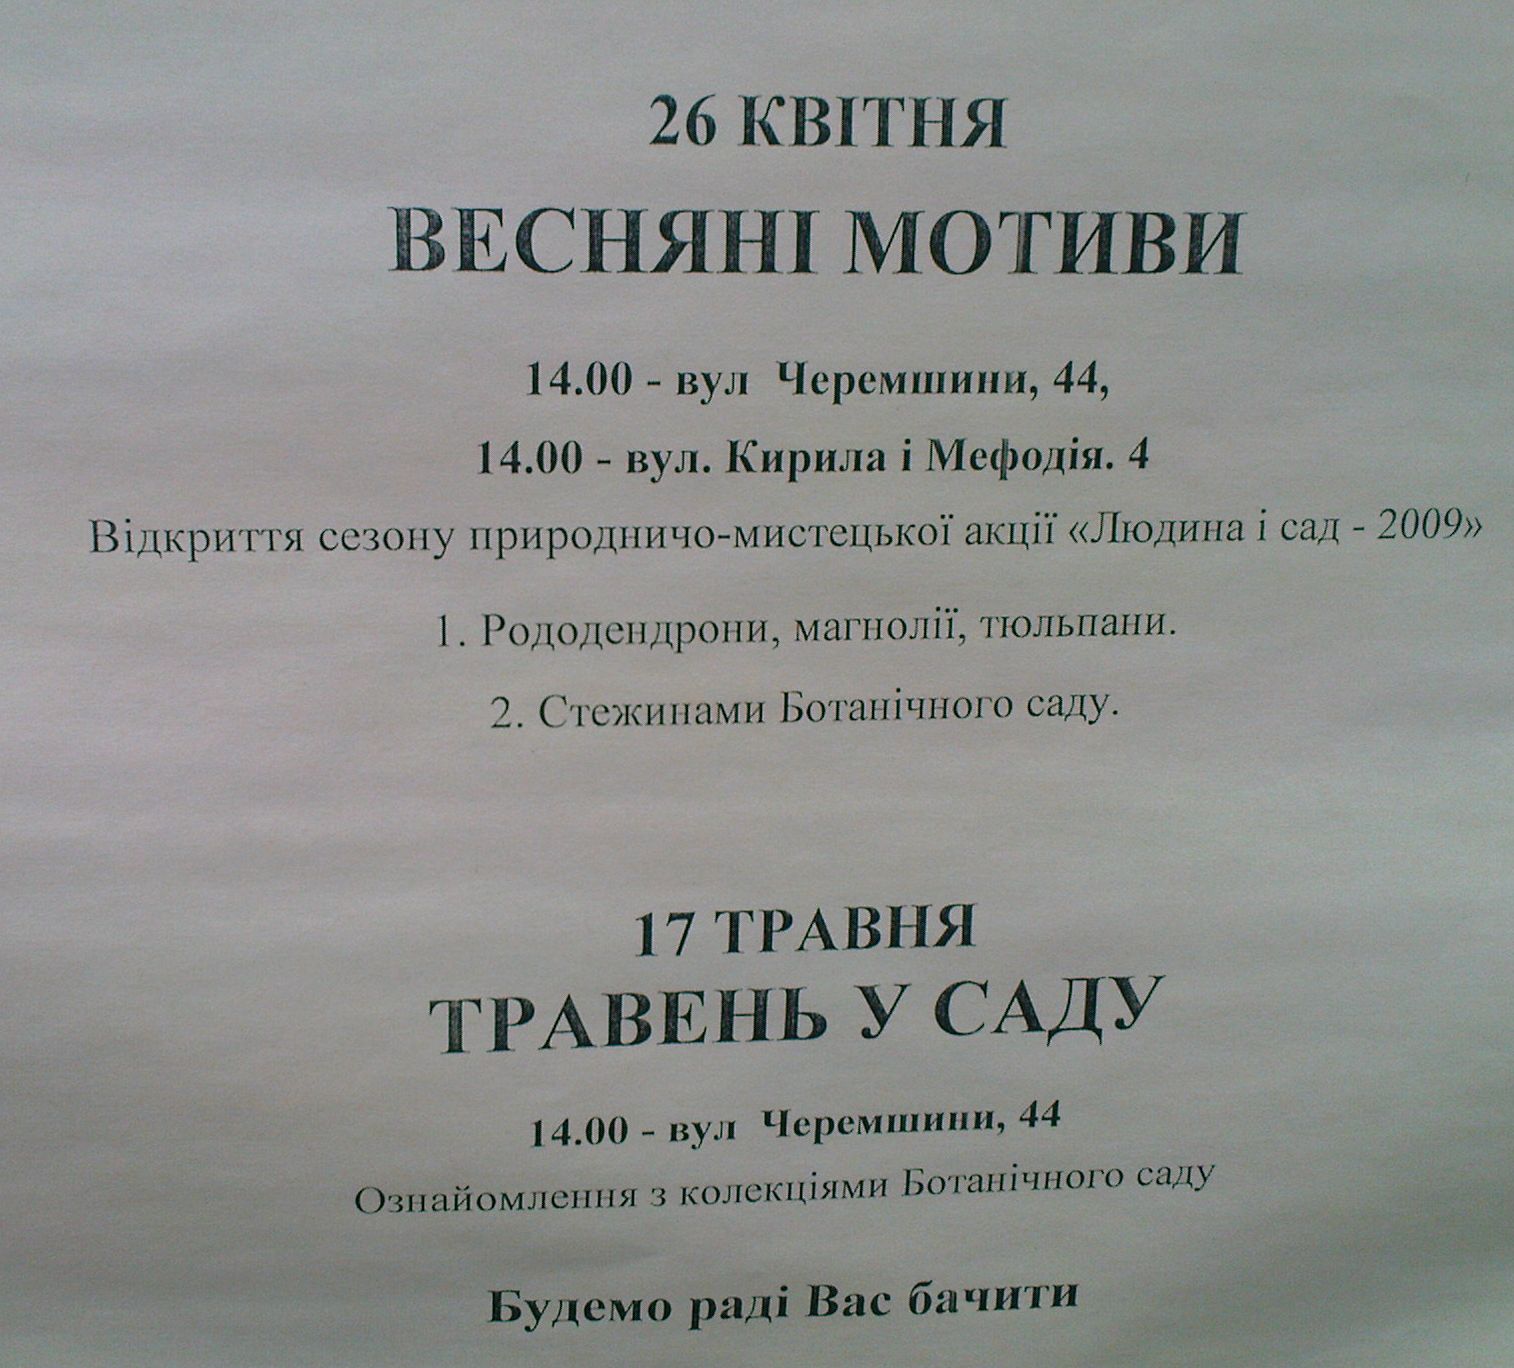 26 КВІТНЯ
ВЕСНЯНІ МОТИВИ
14.00 - вул Черемшини, 44,
14.00 - вул. Кирила і Мефодія. 4
Відкриття сезону природничо-мистецької акції «Людина і сад - 2009»
1. Рододендрони, магнолії, тюльпани.
2. Стежинами Ботанічного саду.
17 ТРАВНЯ
ТРАВЕНЬ У САДУ
14.00 - вул Черемшини, 44
Ознайомлення з колекціями Ботанічного саду
Будемо раді Вас бачити